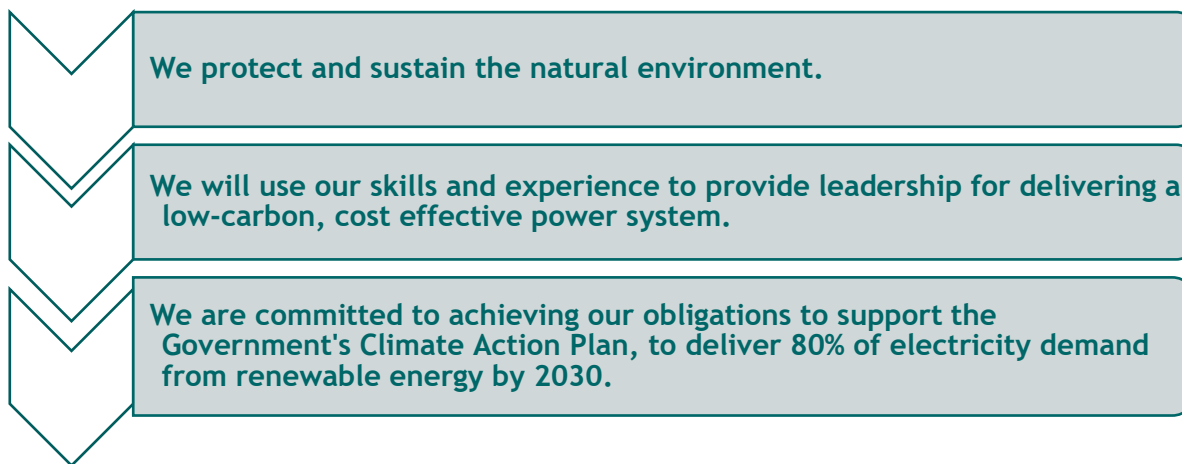 We protect and sustain the natural environment.
We will use our skills and experience to provide leadership for delivering a
low-carbon, cost effective power system.
We are committed to achieving our obligations to support the
Government's Climate Action Plan, to deliver 80% of electricity demand
from renewable energy by 2030.